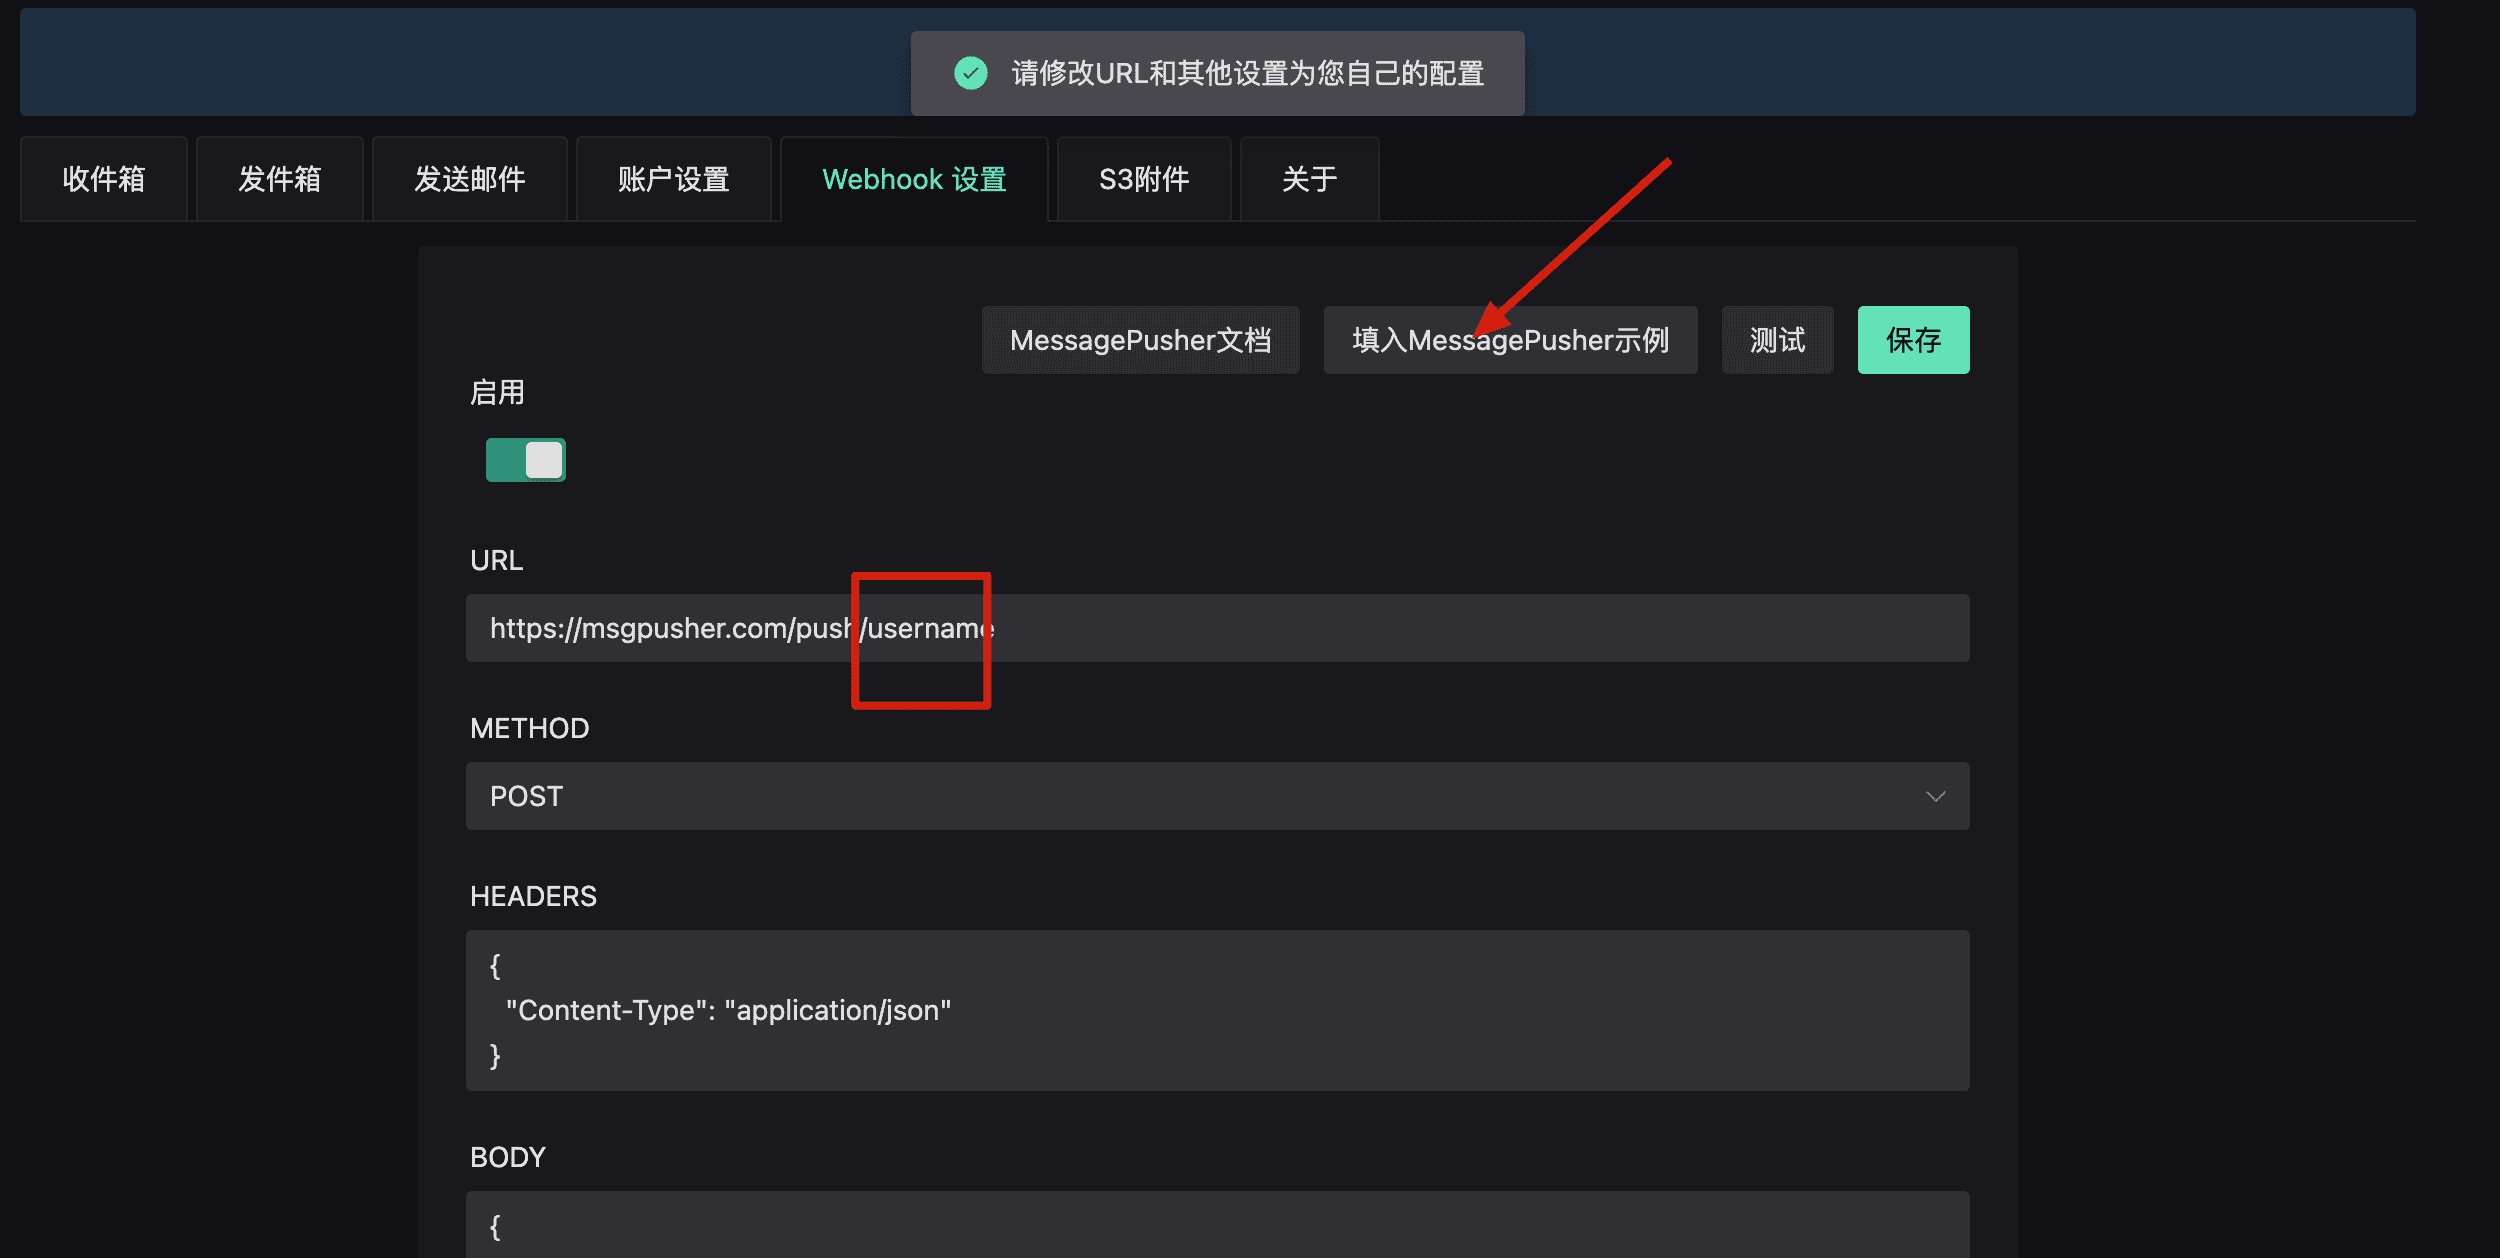 请修改URL和其他设置为您自己的配置
收件箱
发件箱
发送邮件
账户设置
Webhook 设置
S3附件
关于
MessagePusher文档
填入MessagePusher示例
测试
保存
启用
URL
https://msgpusher.com/push/username
METHOD
POST
HEADERS
{
"Content-Type": "application/json"
}
BODY
{